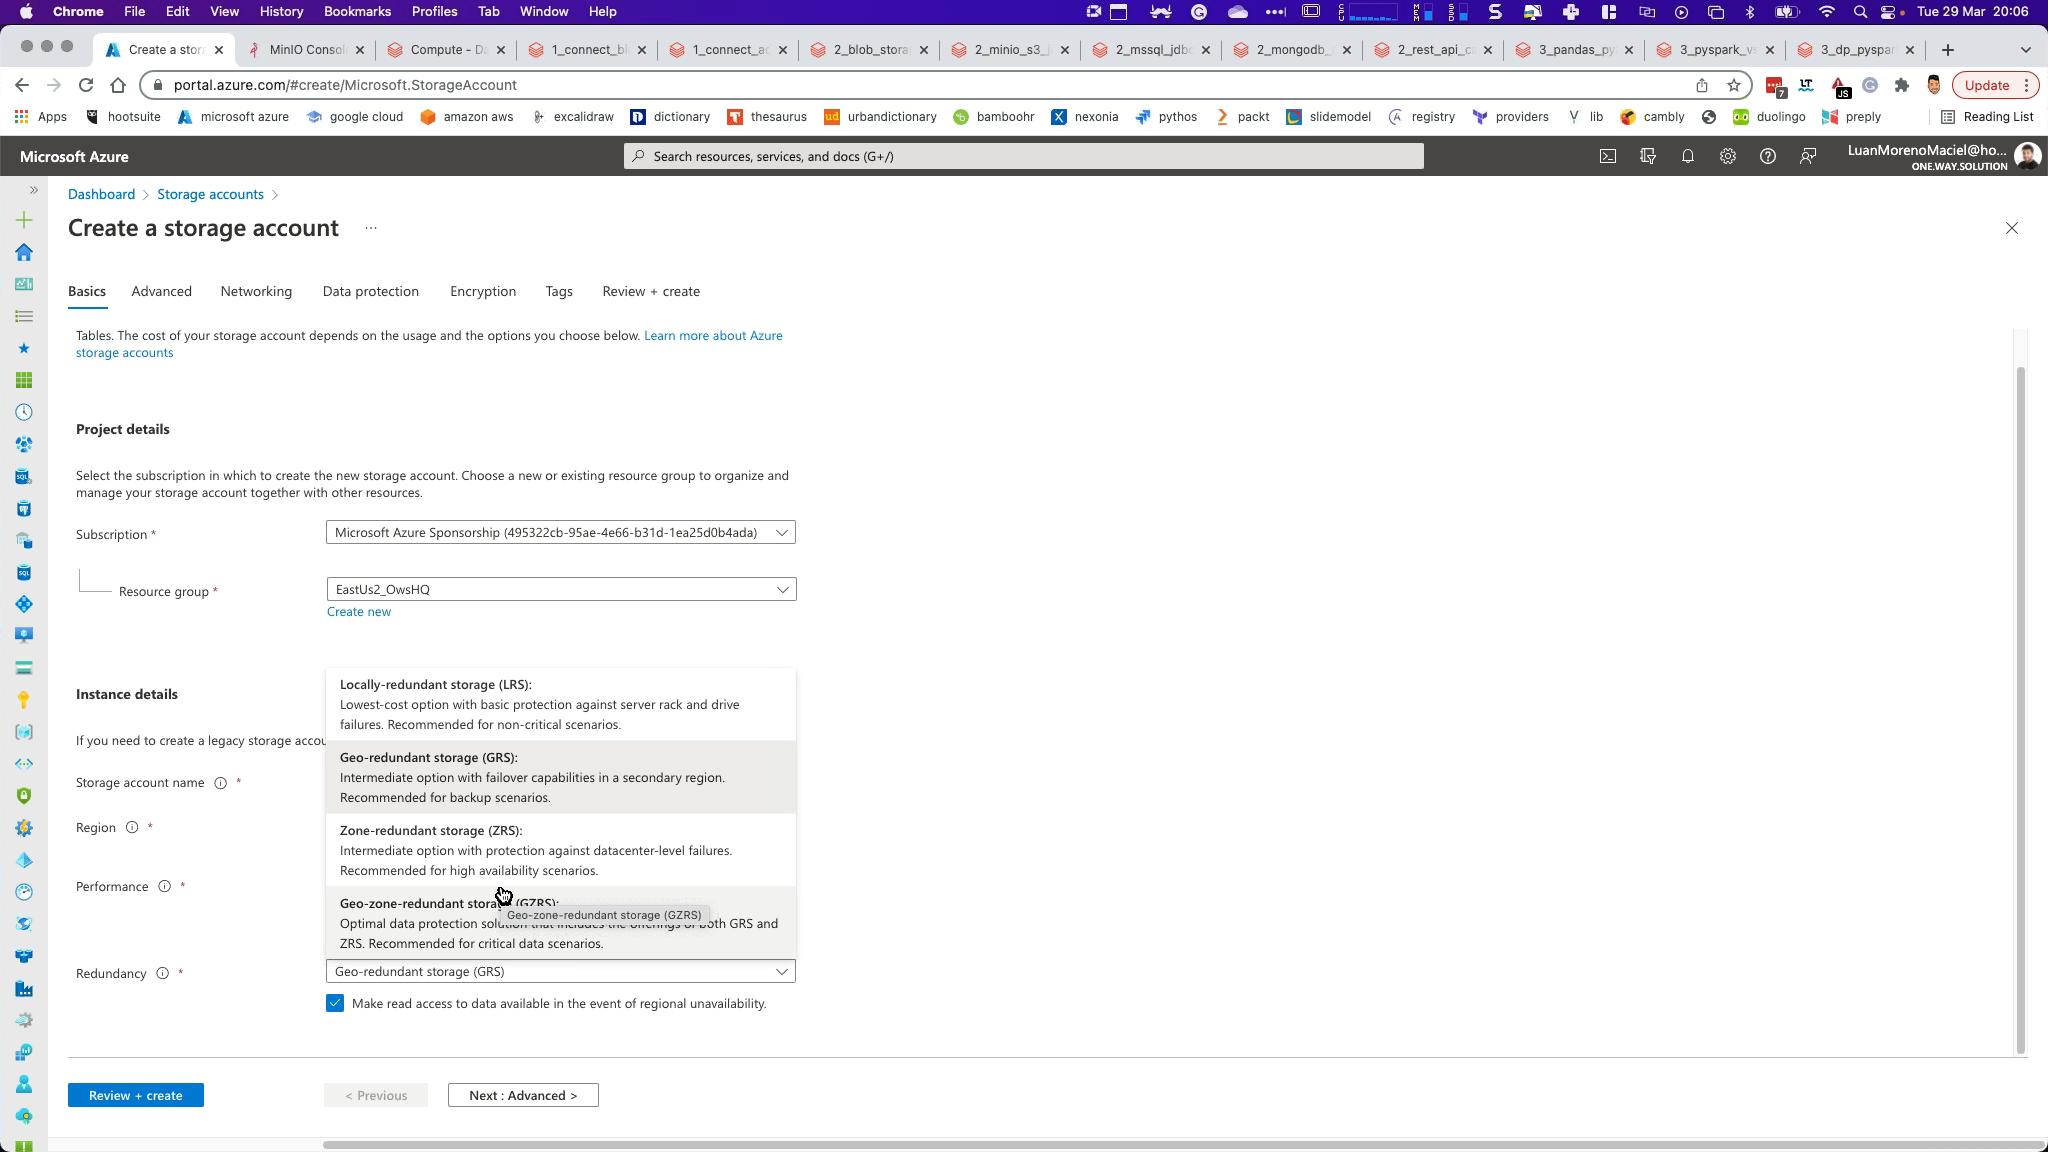 Chrome File Edit View History Bookmarks Profiles Tab Window Help Tue 29 Mar 20:06
Create a stor MinIO Consol Compute - Da 1_connect_bl 1_connect_ac 2_blob_stora 2_minio_s3_ 2_mssql_jdbc 2_mongodb_ 2_rest_api_c 3_pandas_py 3_pyspark_vs 3_dp_pyspar
portal.azure.com/#create/Microsoft.StorageAccount 7 LT JS Update
Apps hootsuite microsoft azure google cloud amazon aws excalidraw dictionary thesaurus urbandictionary bamboohr nexonia pythos packt slidemodel registry providers lib cambly duolingo preply Reading List
Microsoft Azure Search resources, services, and docs (G+/) LuanMorenoMaciel@ho...
ONE.WAY.SOLUTION
Dashboard > Storage accounts >
Create a storage account ...
Basics Advanced Networking Data protection Encryption Tags Review + create
Tables. The cost of your storage account depends on the usage and the options you choose below. Learn more about Azure
storage accounts
Project details
Select the subscription in which to create the new storage account. Choose a new or existing resource group to organize and
manage your storage account together with other resources.
Subscription * Microsoft Azure Sponsorship (495322cb-95ae-4e66-b31d-1ea25d0b4ada)
Resource group * EastUs2_OwsHQ
Create new
Instance details
If you need to create a legacy storage accou
Storage account name *
Region *
Performance *
Locally-redundant storage (LRS):
Lowest-cost option with basic protection against server rack and drive
failures. Recommended for non-critical scenarios.
Geo-redundant storage (GRS):
Intermediate option with failover capabilities in a secondary region.
Recommended for backup scenarios.
Zone-redundant storage (ZRS):
Intermediate option with protection against datacenter-level failures.
Recommended for high availability scenarios.
Geo-zone-redundant storage (GZRS):
Geo-zone-redundant storage (GZRS)
Optimal data protection solution that includes the offerings of both GRS and
ZRS. Recommended for critical data scenarios.
Redundancy * Geo-redundant storage (GRS)
Make read access to data available in the event of regional unavailability.
Review + create < Previous Next : Advanced >